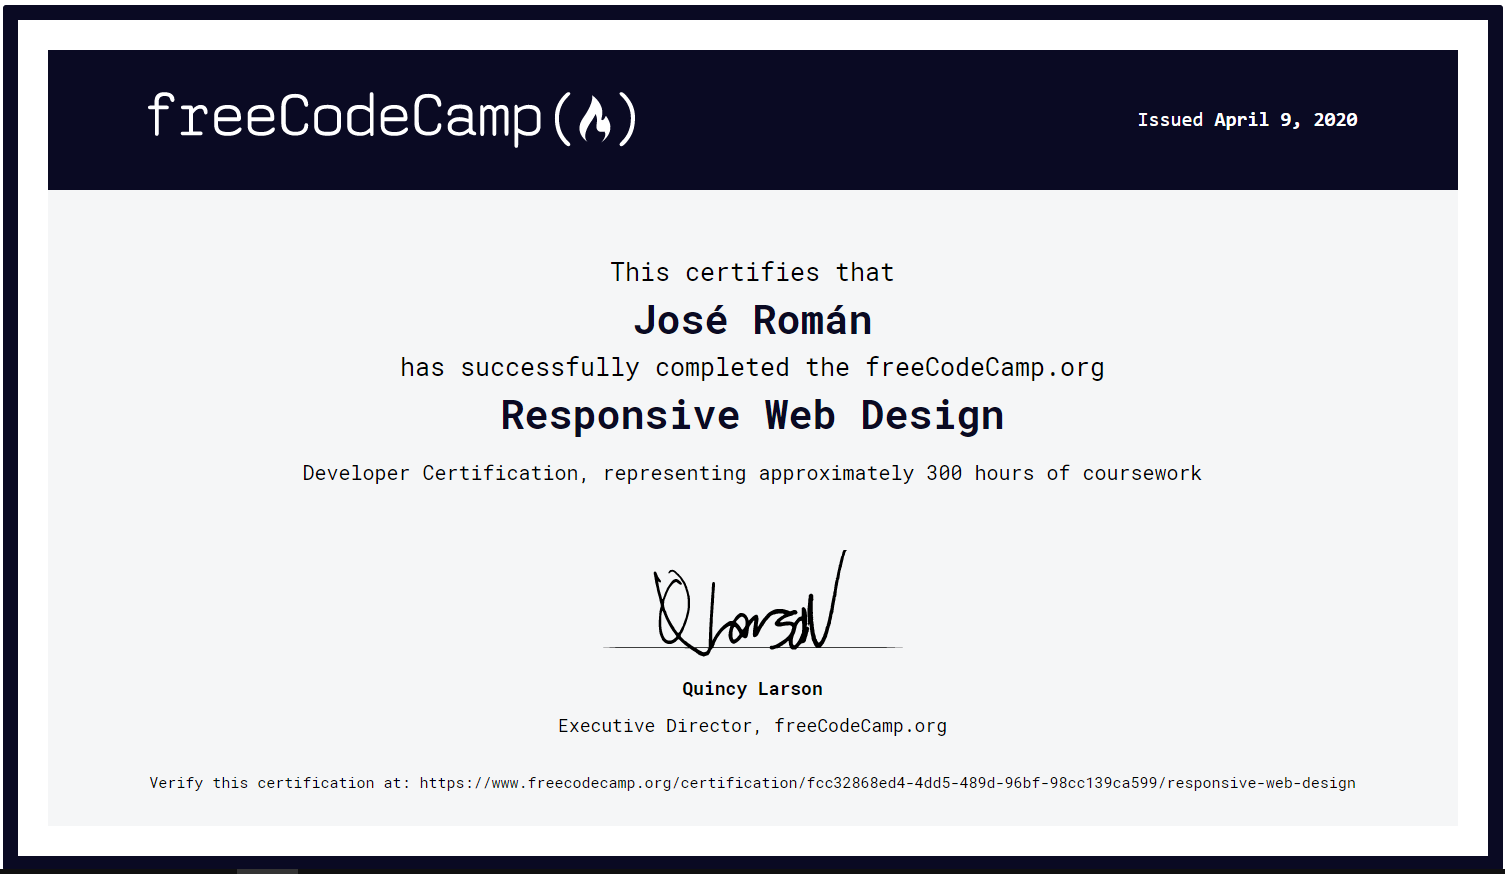 freeCodeCamp
Issued April 9, 2020
This certifies that
José Román
has successfully completed the freeCodeCamp.org
Responsive Web Design
Developer Certification, representing approximately 300 hours of coursework
Q Larson
Quincy Larson
Executive Director, freeCodeCamp.org
Verify this certification at: https://www.freecodecamp.org/certification/fcc32868ed4-4dd5-489d-96bf-98cc139ca599/responsive-web-design